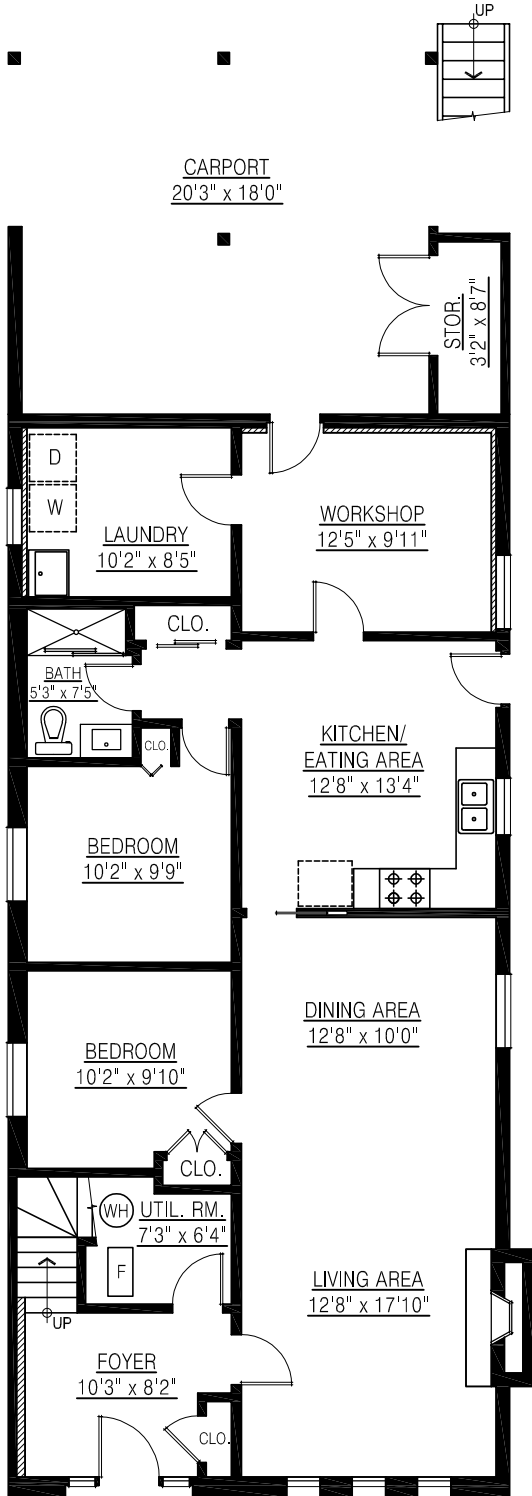 UP
CARPORT
20'3" x 18'0"
STOR.
3'2" x 8'7"
D
W
LAUNDRY
10'2" x 8'5"
WORKSHOP
12'5" x 9'11"
CLO.
BATH
5'3" x 7'5"
CLO.
KITCHEN/
EATING AREA
12'8" x 13'4"
BEDROOM
10'2" x 9'9"
DINING AREA
12'8" x 10'0"
BEDROOM
10'2" x 9'10"
CLO.
WH
UTIL. RM.
7'3" x 6'4"
F
UP
LIVING AREA
12'8" x 17'10"
FOYER
10'3" x 8'2"
CLO.